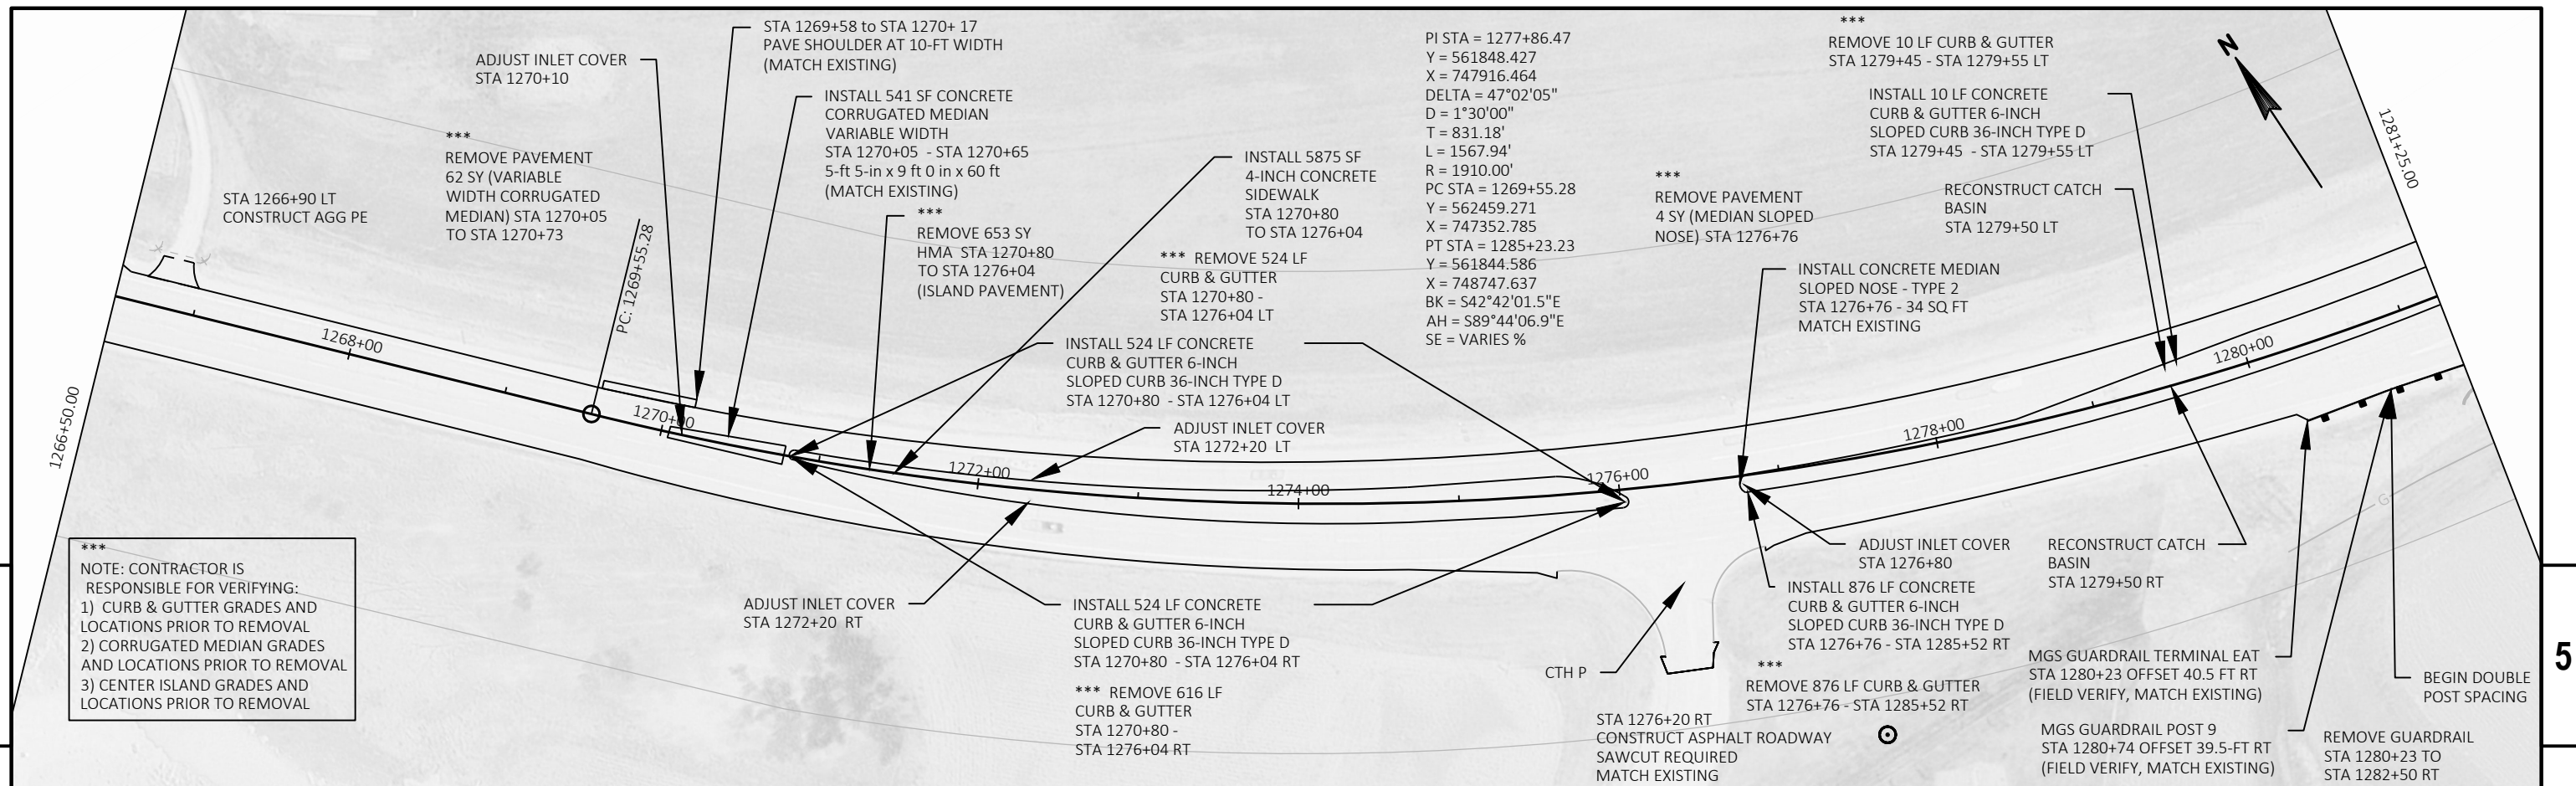 STA 1269+58 to STA 1270+ 17
PAVE SHOULDER AT 10-FT WIDTH
(MATCH EXISTING)
ADJUST INLET COVER
STA 1270+10
INSTALL 541 SF CONCRETE
CORRUGATED MEDIAN
VARIABLE WIDTH
STA 1270+05 - STA 1270+65
5-ft 5-in x 9 ft 0 in x 60 ft
(MATCH EXISTING)
***
REMOVE PAVEMENT
62 SY (VARIABLE
WIDTH CORRUGATED
MEDIAN) STA 1270+05
TO STA 1270+73
STA 1266+90 LT
CONSTRUCT AGG PE
***
REMOVE 653 SY
HMA STA 1270+80
TO STA 1276+04
(ISLAND PAVEMENT)
INSTALL 5875 SF
4-INCH CONCRETE
SIDEWALK
STA 1270+80
TO STA 1276+04
*** REMOVE 524 LF
CURB & GUTTER
STA 1270+80 -
STA 1276+04 LT
INSTALL 524 LF CONCRETE
CURB & GUTTER 6-INCH
SLOPED CURB 36-INCH TYPE D
STA 1270+80 - STA 1276+04 LT
ADJUST INLET COVER
STA 1272+20 LT
PI STA = 1277+86.47
Y = 561848.427
X = 747916.464
DELTA = 47°02'05"
D = 1°30'00"
T = 831.18'
L = 1567.94'
R = 1910.00'
PC STA = 1269+55.28
Y = 562459.271
X = 747352.785
PT STA = 1285+23.23
Y = 561844.586
X = 748747.637
BK = S42°42'01.5"E
AH = S89°44'06.9"E
SE = VARIES %
***
REMOVE 10 LF CURB & GUTTER
STA 1279+45 - STA 1279+55 LT
INSTALL 10 LF CONCRETE
CURB & GUTTER 6-INCH
SLOPED CURB 36-INCH TYPE D
STA 1279+45 - STA 1279+55 LT
***
REMOVE PAVEMENT
4 SY (MEDIAN SLOPED
NOSE) STA 1276+76
RECONSTRUCT CATCH
BASIN
STA 1279+50 LT
INSTALL CONCRETE MEDIAN
SLOPED NOSE - TYPE 2
STA 1276+76 - 34 SQ FT
MATCH EXISTING
N
1281+25.00
1266+50.00
PC: 1269+55.28
1268+00
1270+00
1272+00
1274+00
1276+00
1278+00
1280+00
***
NOTE: CONTRACTOR IS
RESPONSIBLE FOR VERIFYING:
1) CURB & GUTTER GRADES AND
LOCATIONS PRIOR TO REMOVAL
2) CORRUGATED MEDIAN GRADES
AND LOCATIONS PRIOR TO REMOVAL
3) CENTER ISLAND GRADES AND
LOCATIONS PRIOR TO REMOVAL
ADJUST INLET COVER
STA 1272+20 RT
INSTALL 524 LF CONCRETE
CURB & GUTTER 6-INCH
SLOPED CURB 36-INCH TYPE D
STA 1270+80 - STA 1276+04 RT
*** REMOVE 616 LF
CURB & GUTTER
STA 1270+80 -
STA 1276+04 RT
CTH P
STA 1276+20 RT
CONSTRUCT ASPHALT ROADWAY
SAWCUT REQUIRED
MATCH EXISTING
ADJUST INLET COVER
STA 1276+80
INSTALL 876 LF CONCRETE
CURB & GUTTER 6-INCH
SLOPED CURB 36-INCH TYPE D
STA 1276+76 - STA 1285+52 RT
***
REMOVE 876 LF CURB & GUTTER
STA 1276+76 - STA 1285+52 RT
RECONSTRUCT CATCH
BASIN
STA 1279+50 RT
MGS GUARDRAIL TERMINAL EAT
STA 1280+23 OFFSET 40.5 FT RT
(FIELD VERIFY, MATCH EXISTING)
MGS GUARDRAIL POST 9
STA 1280+74 OFFSET 39.5-FT RT
(FIELD VERIFY, MATCH EXISTING)
BEGIN DOUBLE
POST SPACING
REMOVE GUARDRAIL
STA 1280+23 TO
STA 1282+50 RT
G
5